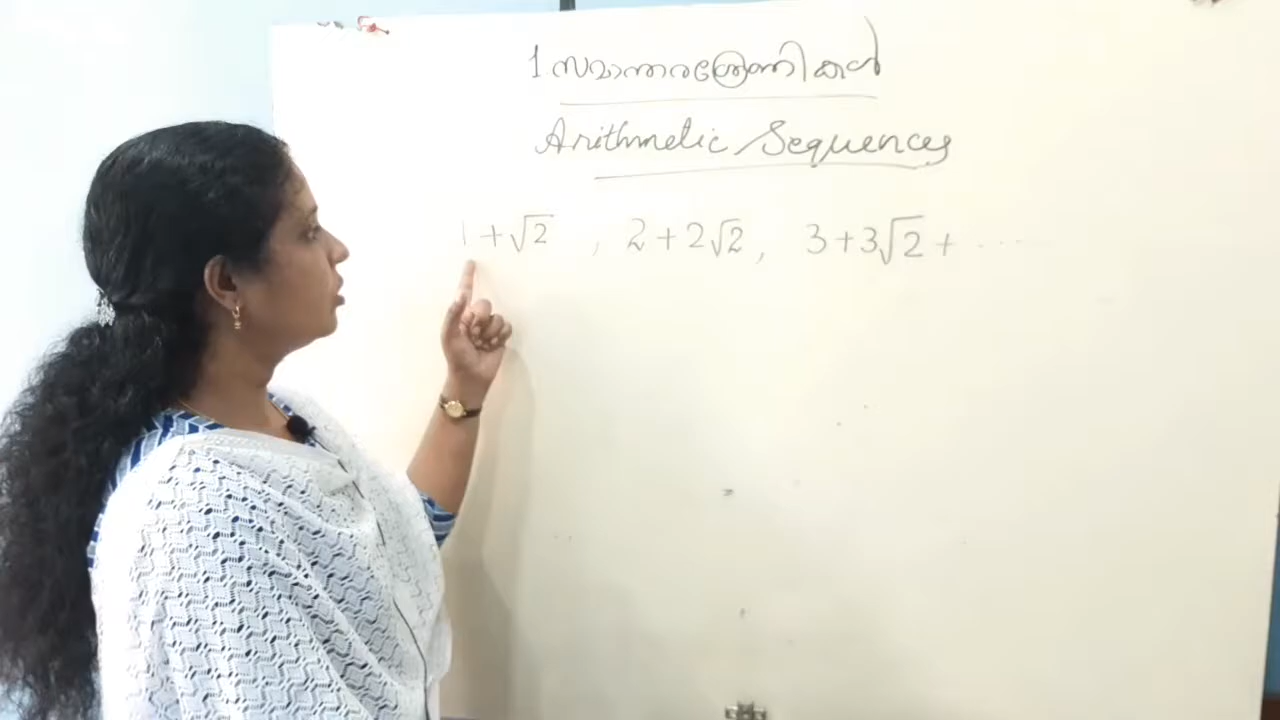 1. സമാന്തരശ്രേണികൾ
Arithmetic Sequences
1+√2 , 2+2√2, 3+3√2+ ....